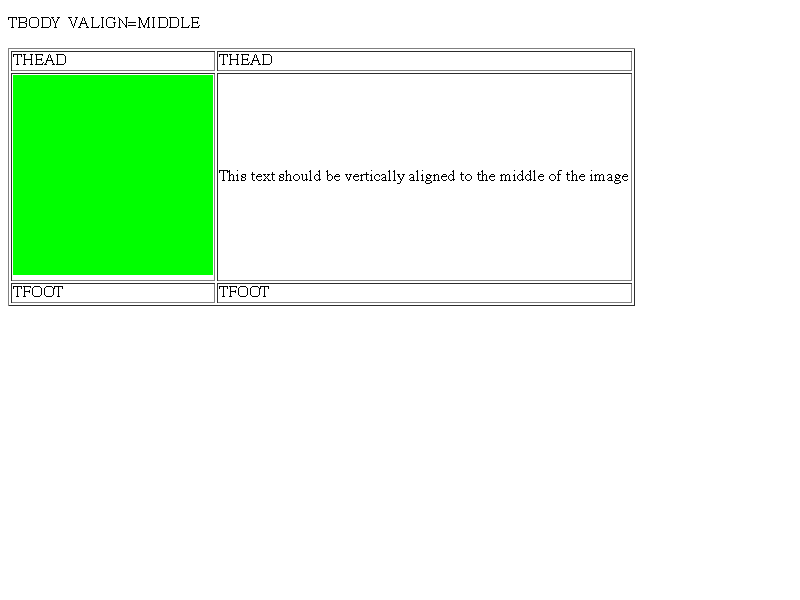 TBODY VALIGN=MIDDLE
THEAD THEAD
This text should be vertically aligned to the middle of the image
TFOOT TFOOT